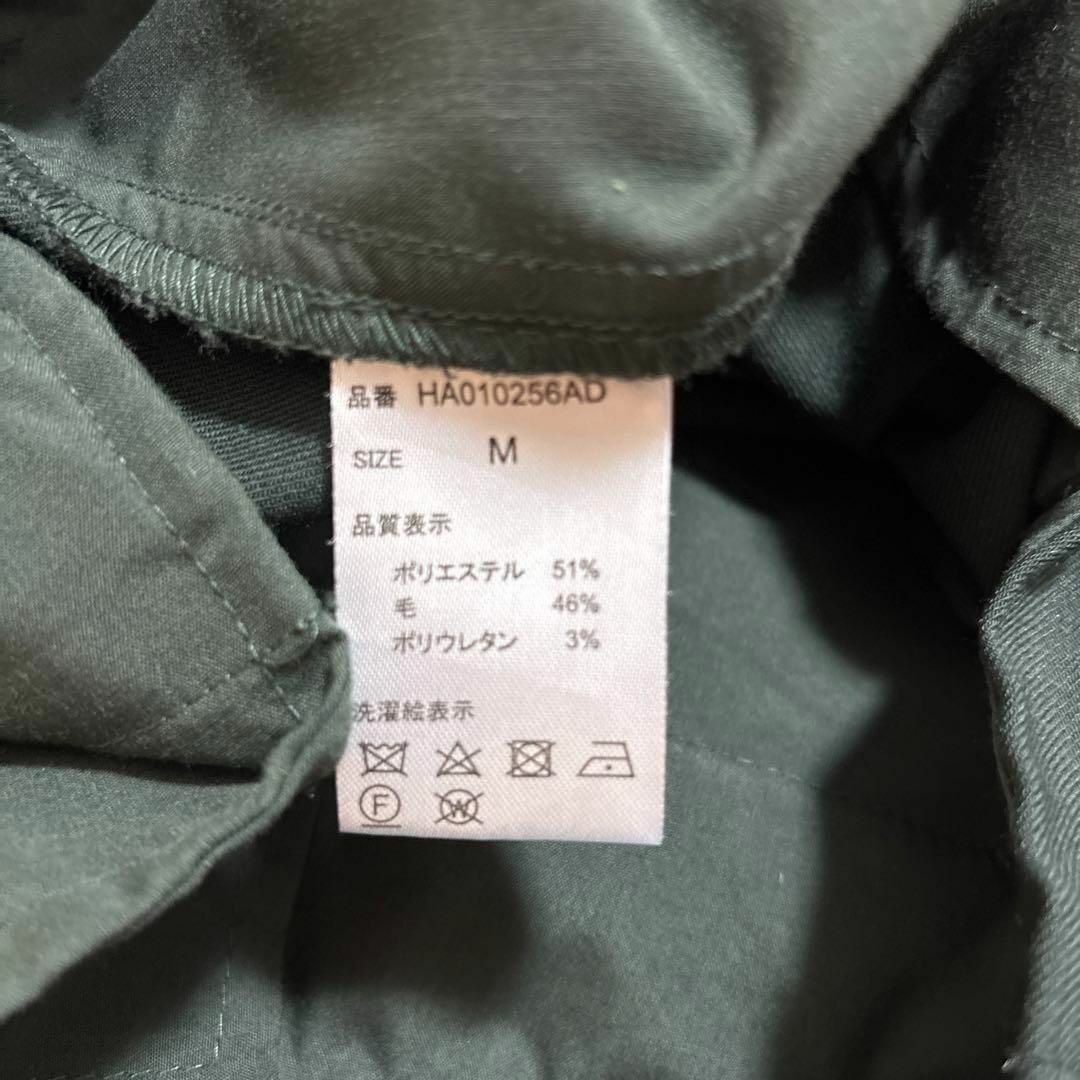 品番 HA010256AD
SIZE M
品質表示
ポリエステル 51%
毛 46%
ポリウレタン 3%
洗濯絵表示
F W